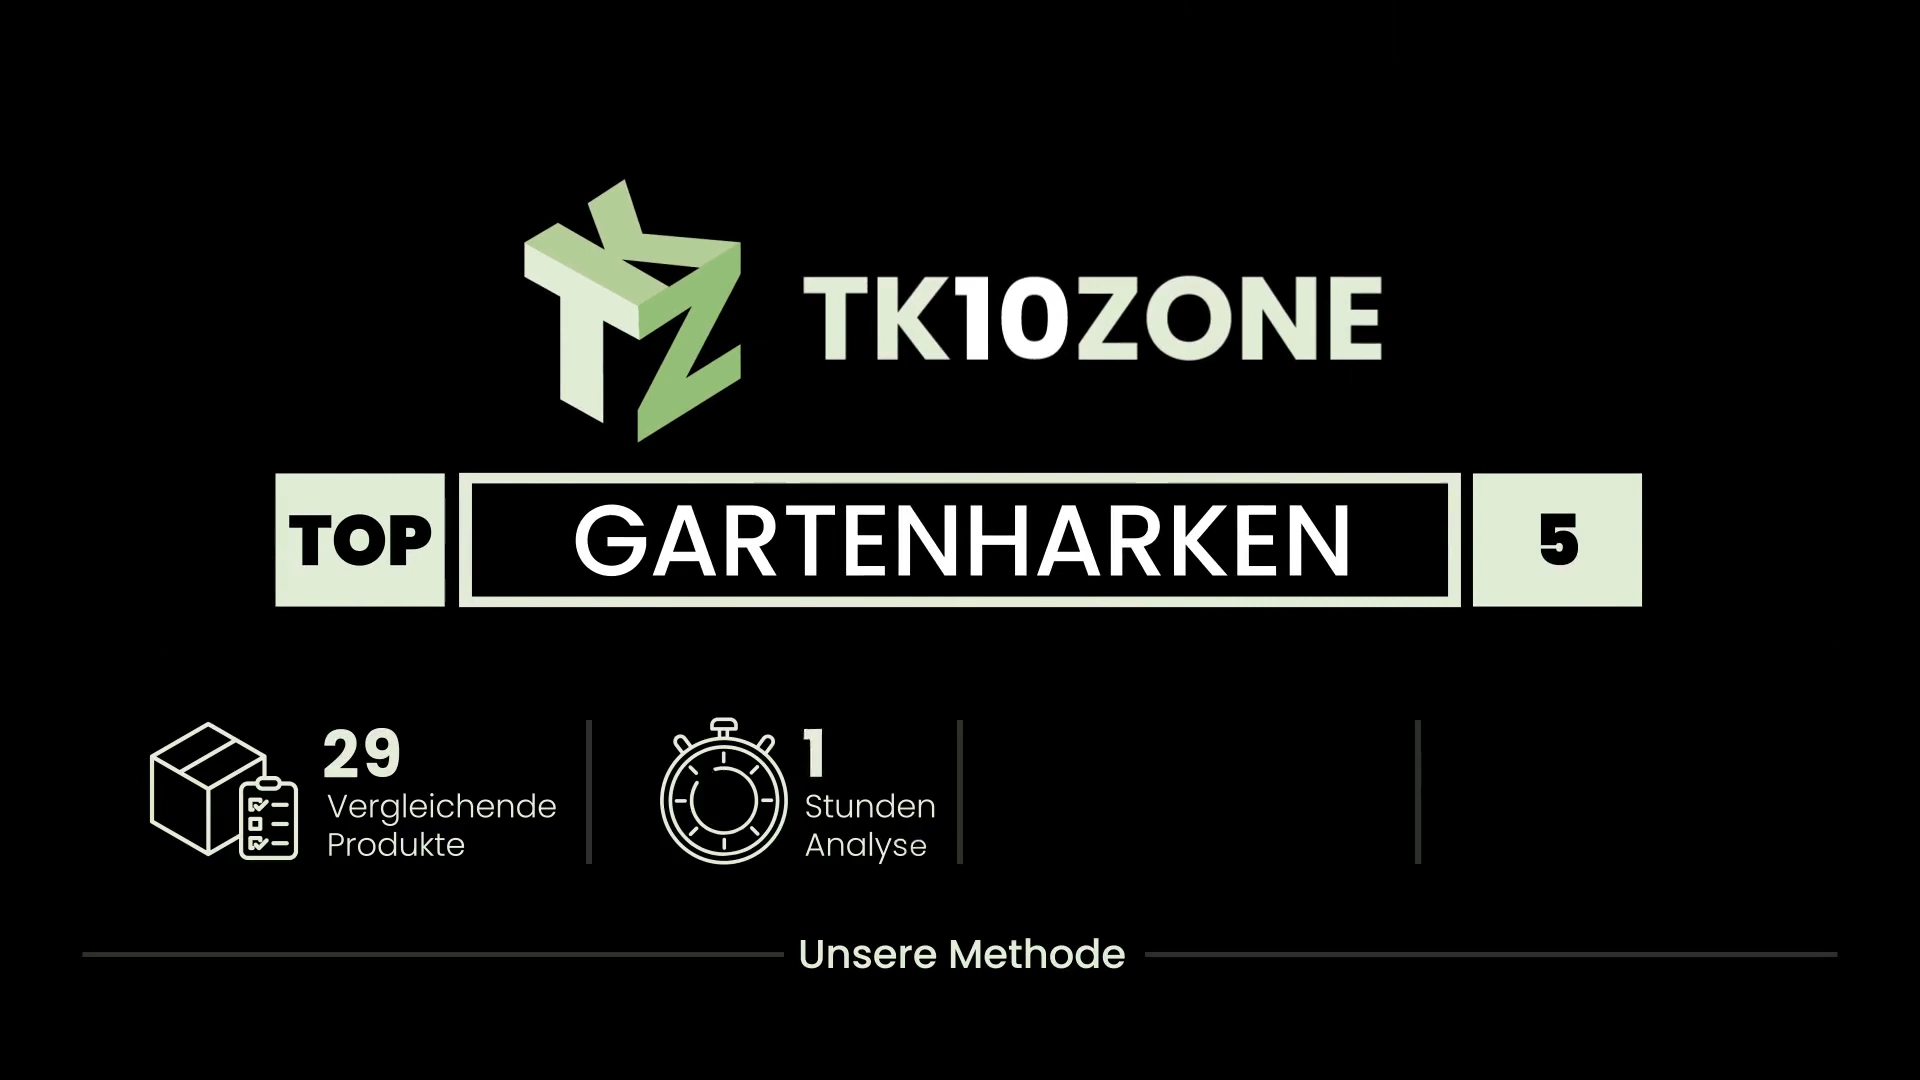 TK10ZONE
TOP GARTENHARKEN 5
29
Vergleichende
Produkte
1
Stunden
Analyse
Unsere Methode